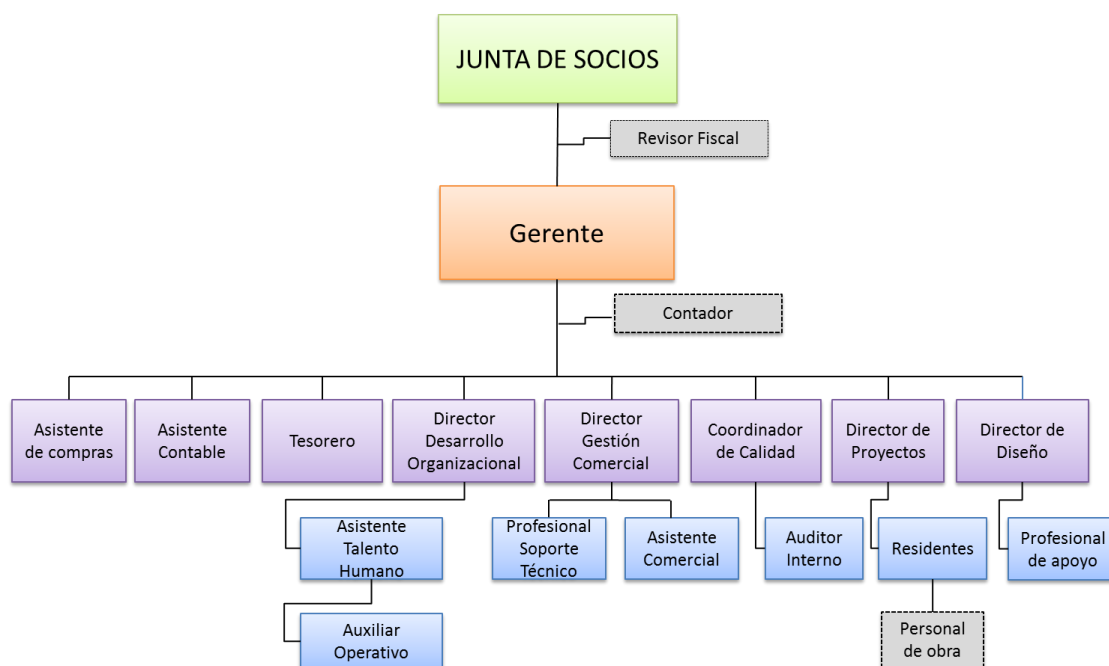 JUNTA DE SOCIOS
Revisor Fiscal
Gerente
Contador
Asistente
de compras
Asistente
Contable
Tesorero
Director
Desarrollo
Organizacional
Director
Gestión
Comercial
Coordinador
de Calidad
Director de
Proyectos
Director de
Diseño
Asistente
Talento
Humano
Profesional
Soporte
Técnico
Asistente
Comercial
Auditor
Interno
Residentes
Profesional
de apoyo
Auxiliar
Operativo
Personal
de obra